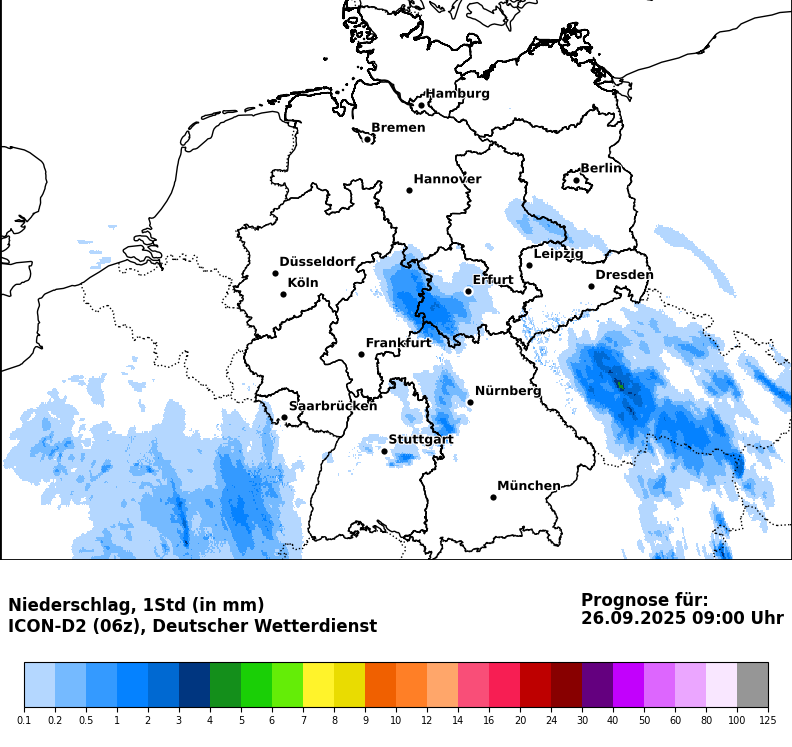 Hamburg
Bremen
Berlin
Hannover
Leipzig
Düsseldorf
Dresden
Köln
Erfurt
Frankfurt
Nürnberg
Saarbrücken
Stuttgart
München
Niederschlag, 1Std (in mm)
ICON-D2 (06z), Deutscher Wetterdienst
Prognose für:
26.09.2025 09:00 Uhr
0.1 0.2 0.5 1 2 3 4 5 6 7 8 9 10 12 14 16 20 24 30 40 50 60 80 100 125